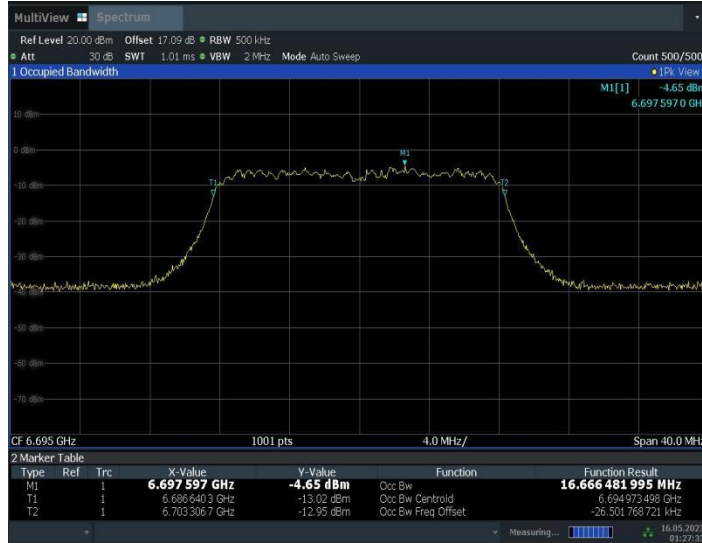 MultiView Spectrum
Ref Level 20.00 dBm Offset 17.09 dB RBW 500 kHz
Att 30 dB SWT 1.01 ms VBW 2 MHz Mode Auto Sweep Count 500/500
1 Occupied Bandwidth 1Pk View
M1[1] -4.65 dBm
6.697 597 0 GH
10 dBm
0 dBm
M1
-10 dBm
T1
T2
-20 dBm
-30 dBm
-40 dBm
-50 dBm
-60 dBm
-70 dBm
CF 6.695 GHz 1001 pts 4.0 MHz/ Span 40.0 MHz
2 Marker Table
Type Ref Trc X-Value Y-Value Function Function Result
M1 1 6.697 597 GHz -4.65 dBm Occ Bw 16.666 481 995 MHz
T1 1 6.686 640 3 GHz -13.02 dBm Occ Bw Centroid 6.694 973 498 GHz
T2 1 6.703 306 7 GHz -12.95 dBm Occ Bw Freq Offset -26.501 768 721 kHz
Measuring... 16.05.202
01:27:3